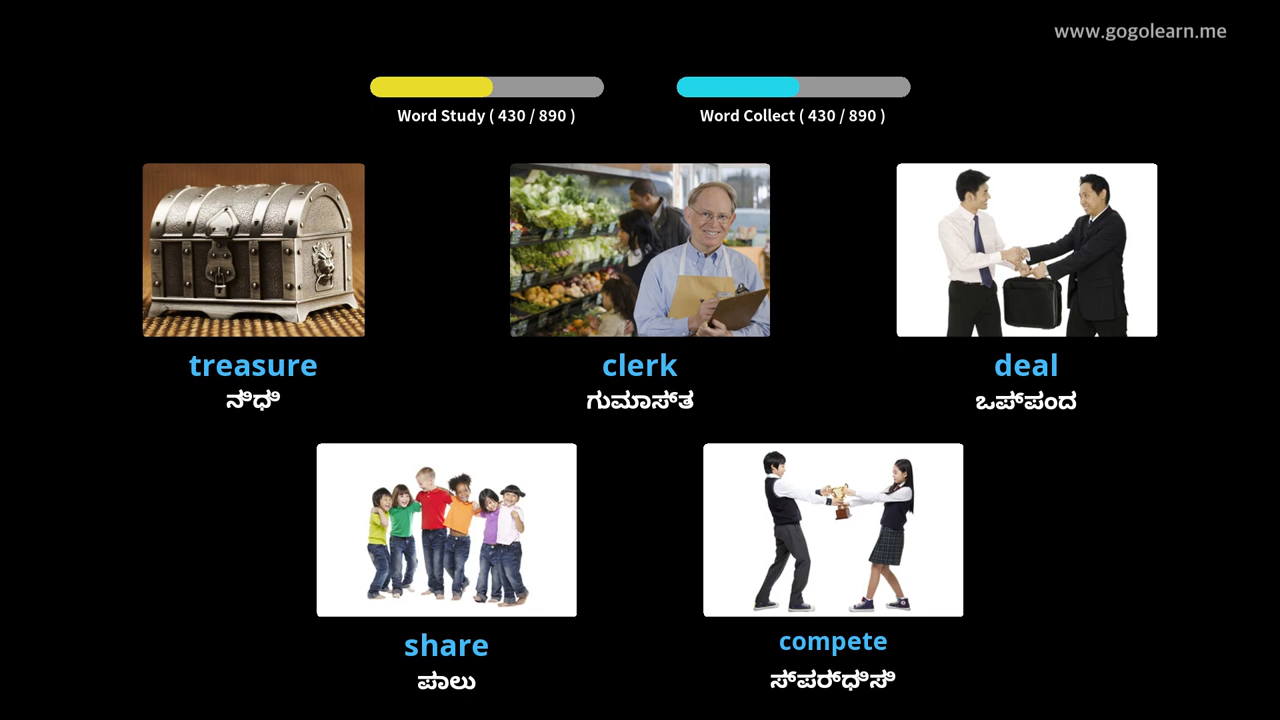 www.gogolearn.me
Word Study ( 430 / 890 )
Word Collect ( 430 / 890 )
treasure
ನಿಧಿ
clerk
ಗುಮಾಸ್ತ
deal
ಒಪ್ಪಂದ
share
ಪಾಲು
compete
ಸ್ಪರ್ಧಿಸಿ